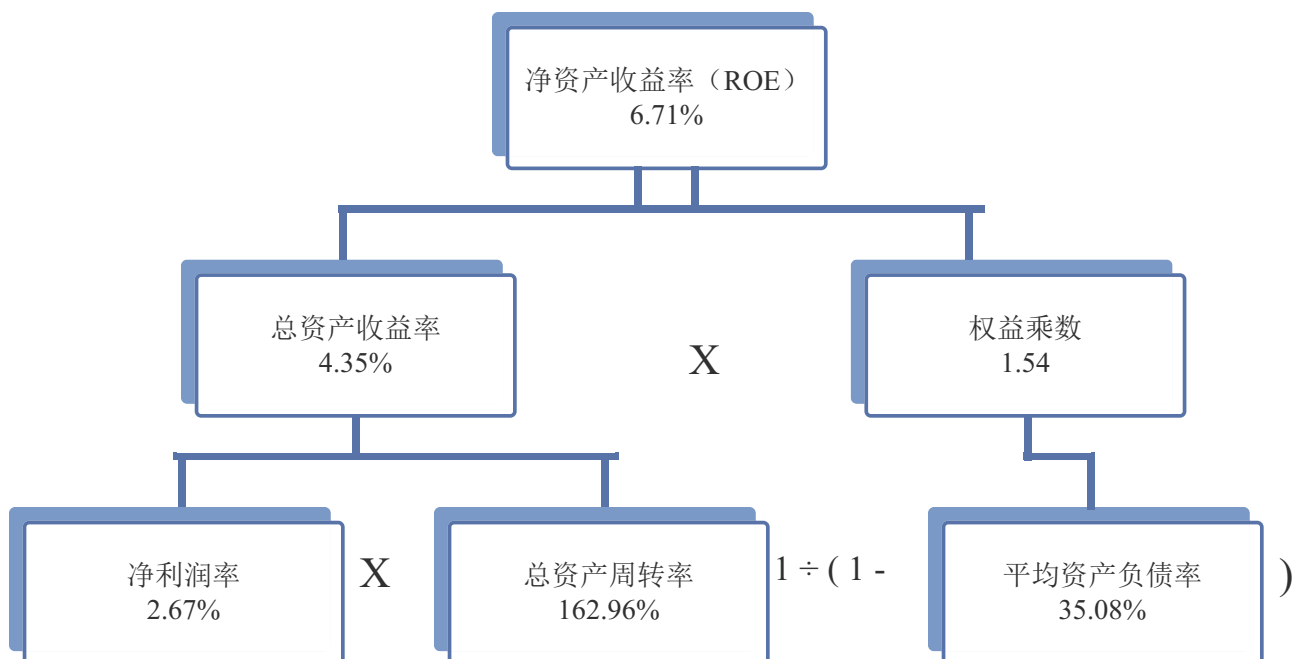 净资产收益率（ROE）
6.71%
总资产收益率
4.35%
X
权益乘数
1.54
净利润率
2.67%
X
总资产周转率
162.96%
1 ÷ ( 1 -
平均资产负债率
35.08%
)